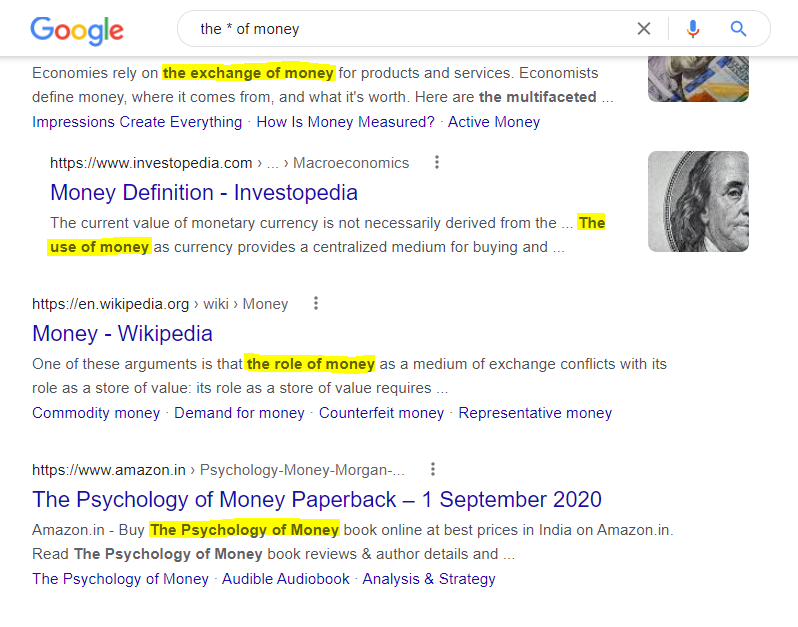 Google
the * of money
Economies rely on the exchange of money for products and services. Economists
define money, where it comes from, and what it's worth. Here are the multifaceted ...
Impressions Create Everything · How Is Money Measured? · Active Money
https://www.investopedia.com › ... › Macroeconomics
Money Definition - Investopedia
The current value of monetary currency is not necessarily derived from the ... The
use of money as currency provides a centralized medium for buying and ...
https://en.wikipedia.org › wiki › Money
Money - Wikipedia
One of these arguments is that the role of money as a medium of exchange conflicts with its
role as a store of value: its role as a store of value requires ...
Commodity money · Demand for money · Counterfeit money · Representative money
https://www.amazon.in › Psychology-Money-Morgan-...
The Psychology of Money Paperback – 1 September 2020
Amazon.in - Buy The Psychology of Money book online at best prices in India on Amazon.in.
Read The Psychology of Money book reviews & author details and ...
The Psychology of Money · Audible Audiobook · Analysis & Strategy